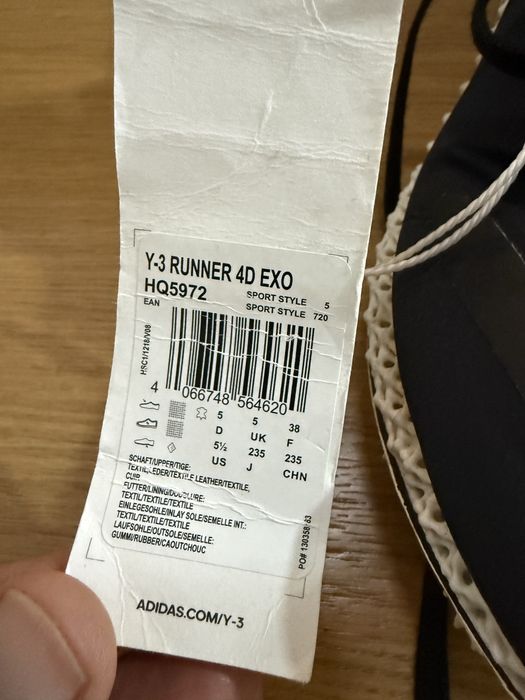 Y-3 RUNNER 4D EXO
HQ5972
SPORT STYLE 5
EAN
SPORT STYLE 720
HSC1/1218/V08
4 066748 564620
5 5 38
D UK F
5½ 235 235
US J CHN
SCHAFT/UPPER/TIGE:
TEXTIL,LEDER/TEXTILE LEATHER/TEXTILE,
CUIR
FUTTER/LINING/DOUBLURE:
TEXTIL/TEXTILE/TEXTILE
EINLEGESOHLE/INLAY SOLE/SEMELLE INT.:
TEXTIL/TEXTILE/TEXTILE
LAUFSOHLE/OUTSOLE/SEMELLE:
GUMMI/RUBBER/CAOUTCHOUC
ADIDAS.COM/Y-3